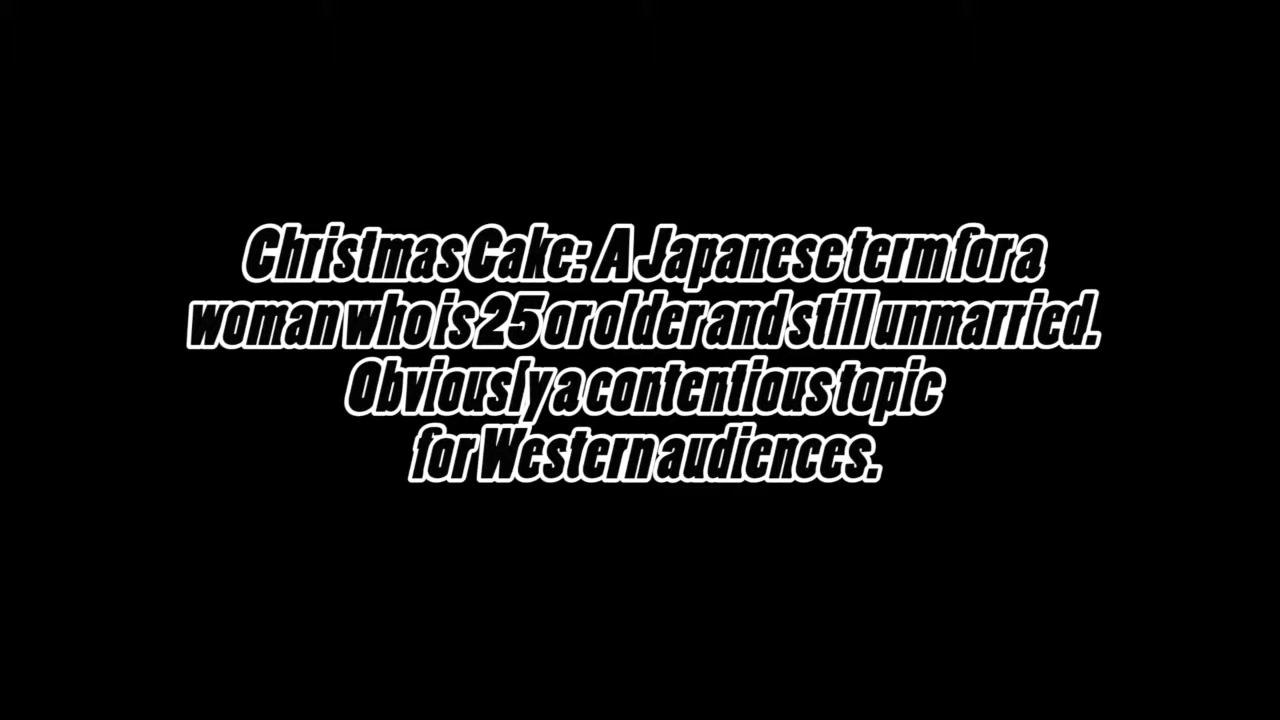 Christmas Cake: A Japanese term for a
woman who is 25 or older and still unmarried.
Obviously a contentious topic
for Western audiences.